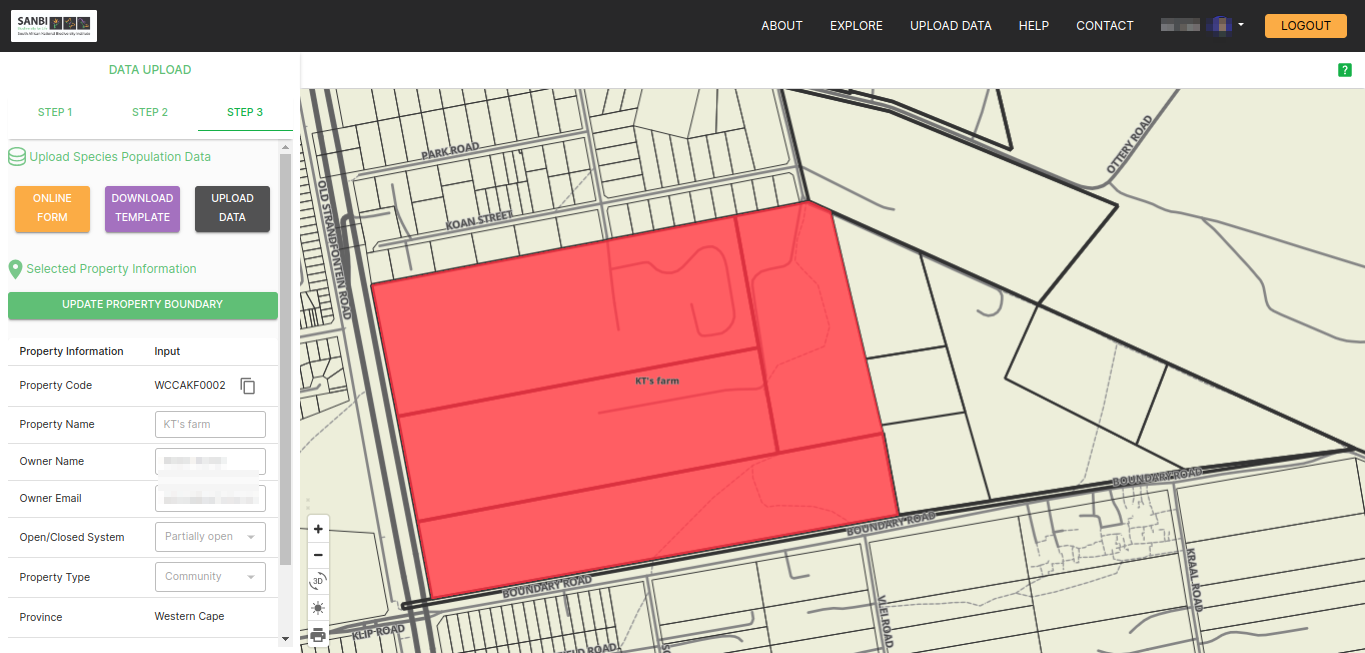 SANBI
South African National Biodiversity Institute
ABOUT
EXPLORE
UPLOAD DATA
HELP
CONTACT
LOGOUT
DATA UPLOAD
?
STEP 1
STEP 2
STEP 3
Upload Species Population Data
ONLINE
FORM
DOWNLOAD
TEMPLATE
UPLOAD
DATA
Selected Property Information
UPDATE PROPERTY BOUNDARY
Property Information
Input
Property Code
WCCAKF0002
Property Name
KT's farm
Owner Name
Owner Email
Open/Closed System
Partially open
Property Type
Community
Province
Western Cape
PARK ROAD
KOAN STREET
OLD STRANDFONTEIN ROAD
OTTERY ROAD
KT's farm
BOUNDARY ROAD
BOUNDARY ROAD
BOUNDARY ROAD
KLIP ROAD
VLEI ROAD
KRAAL ROAD
+
−
3D